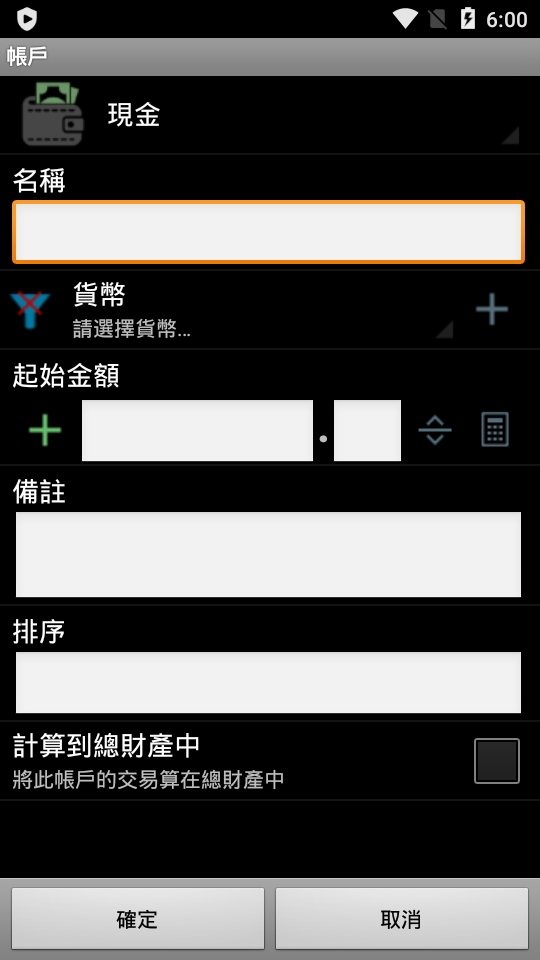 6:00
帳戶
現金
名稱
貨幣
請選擇貨幣...
起始金額
.
備註
排序
計算到總財產中
將此帳戶的交易算在總財產中
確定
取消